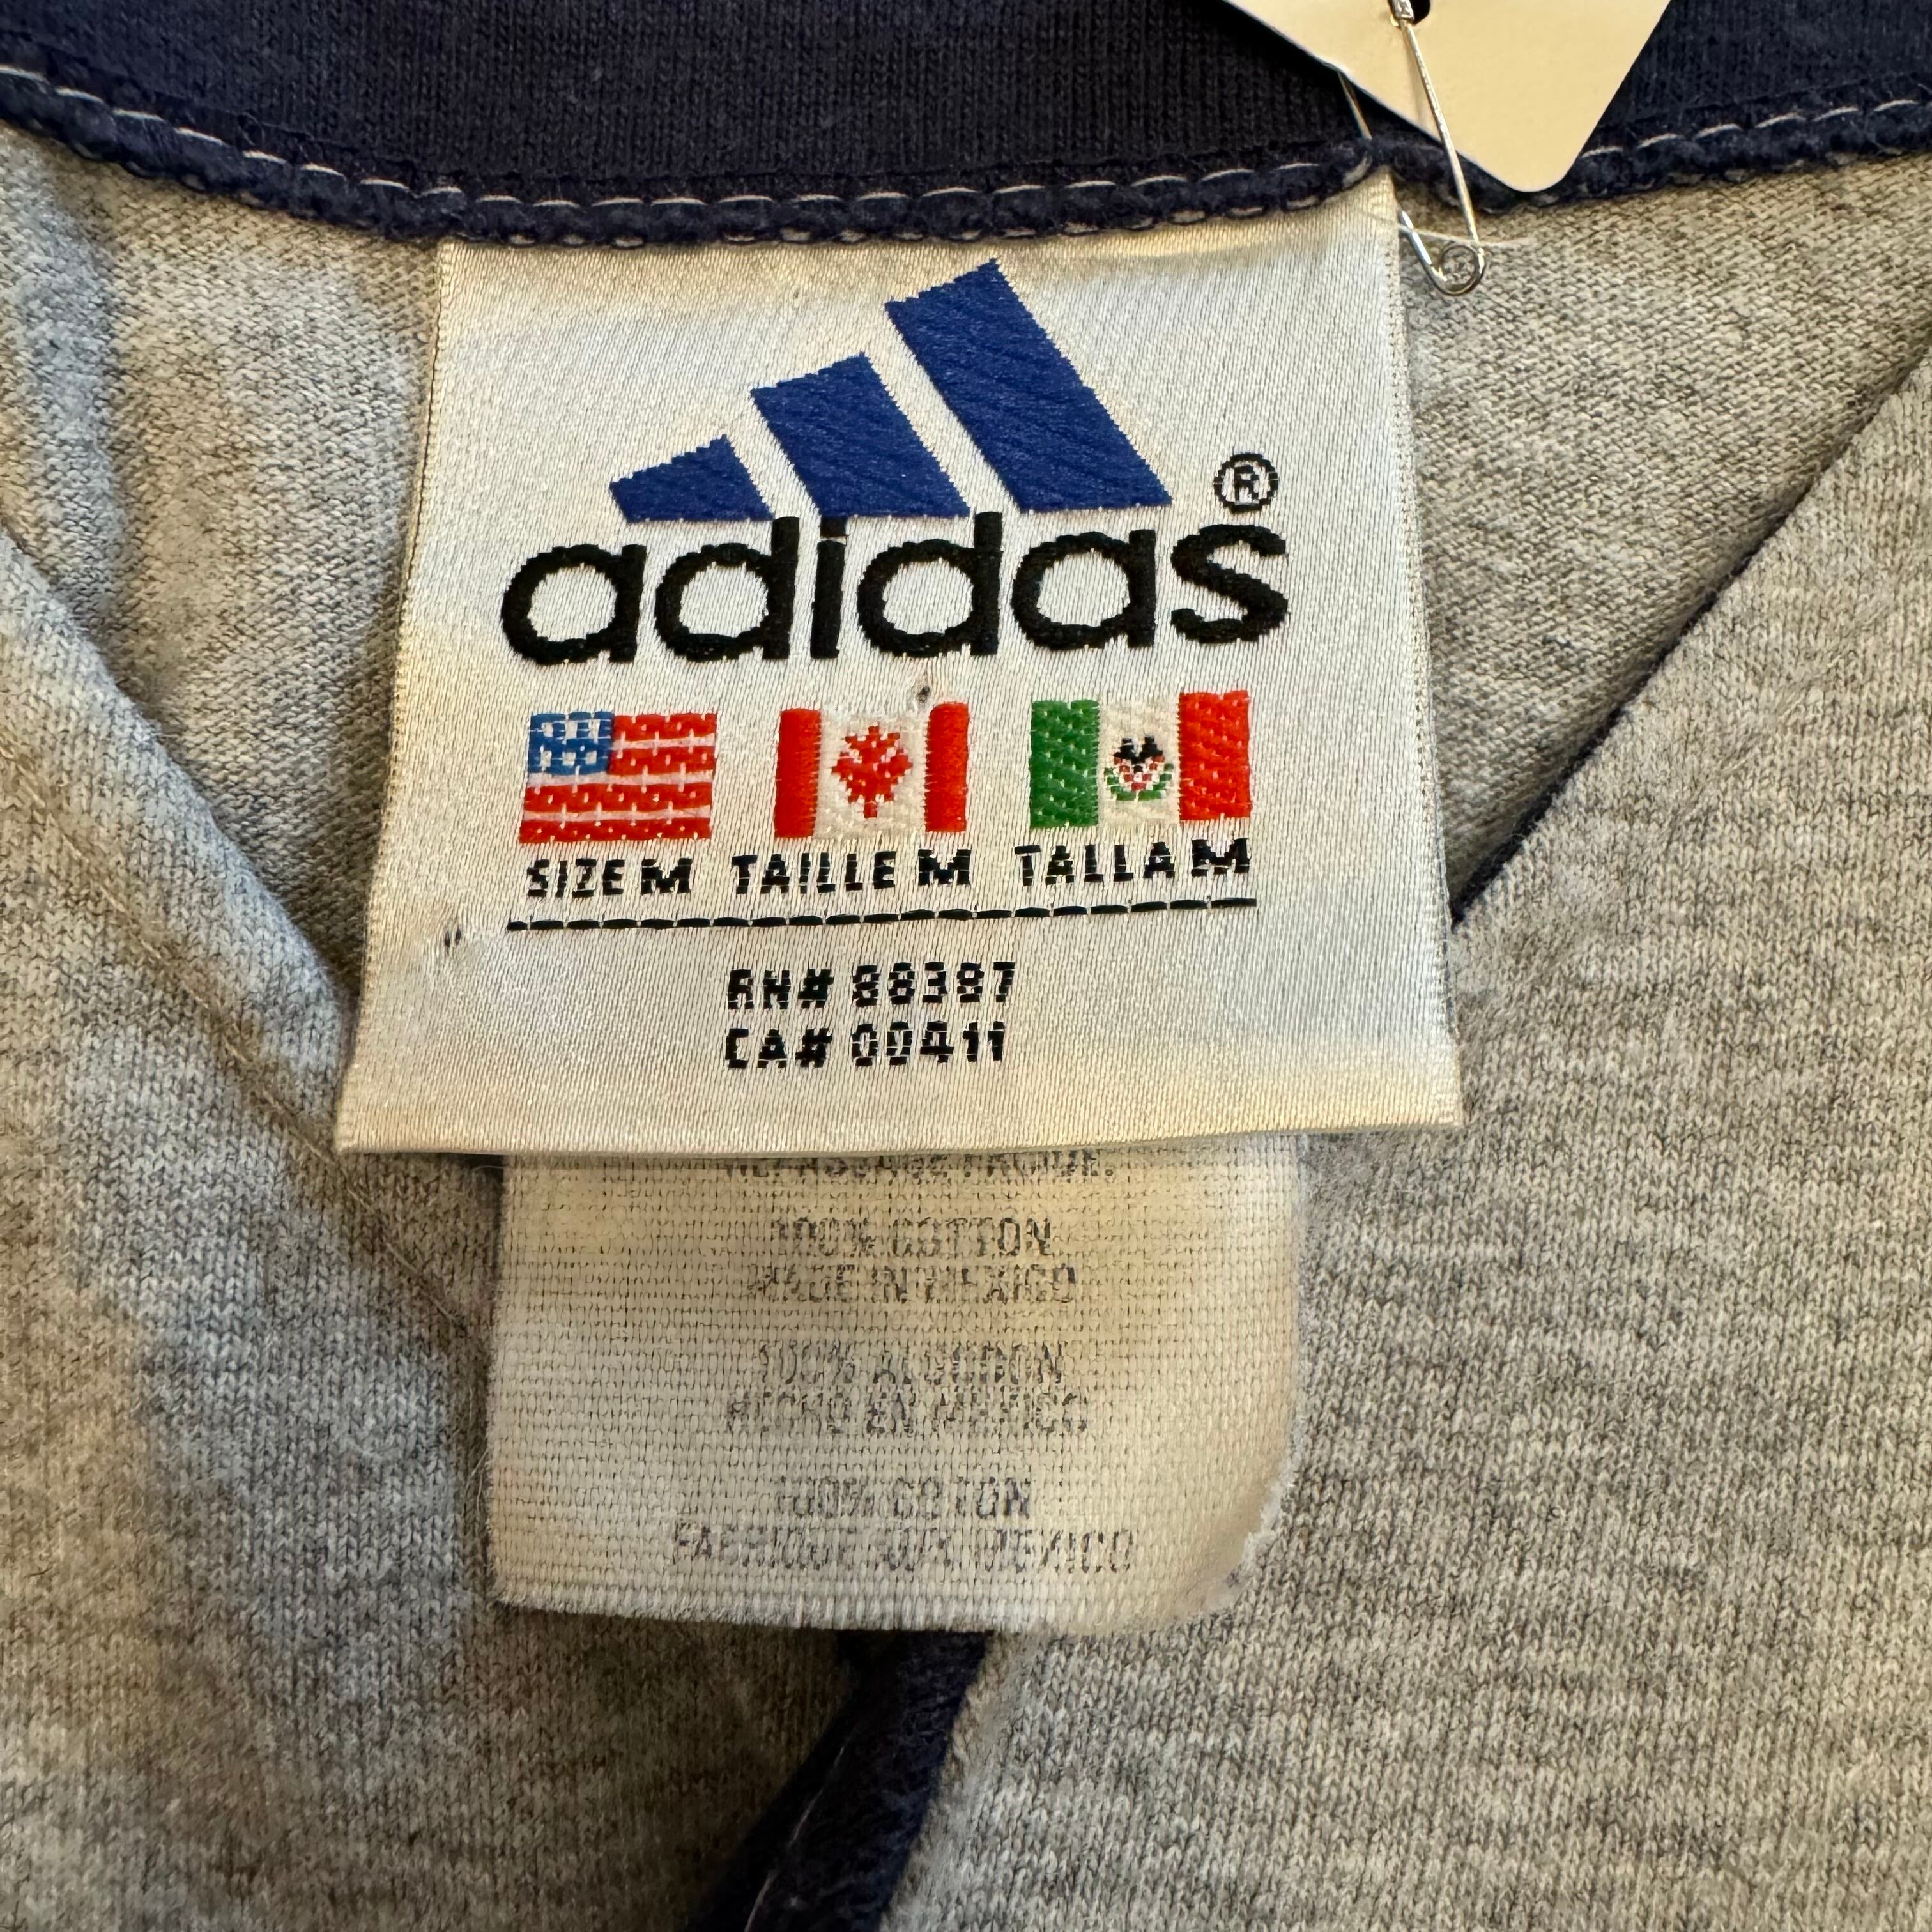 adidas ®
SIZE M TAILLE M TALLA M
RN# 88387
CA# 00411
100% COTTON
MADE IN MEXICO
100% ALGODON
HECHO EN MEXICO
100% COTON
FABRIQUE AU MEXICO